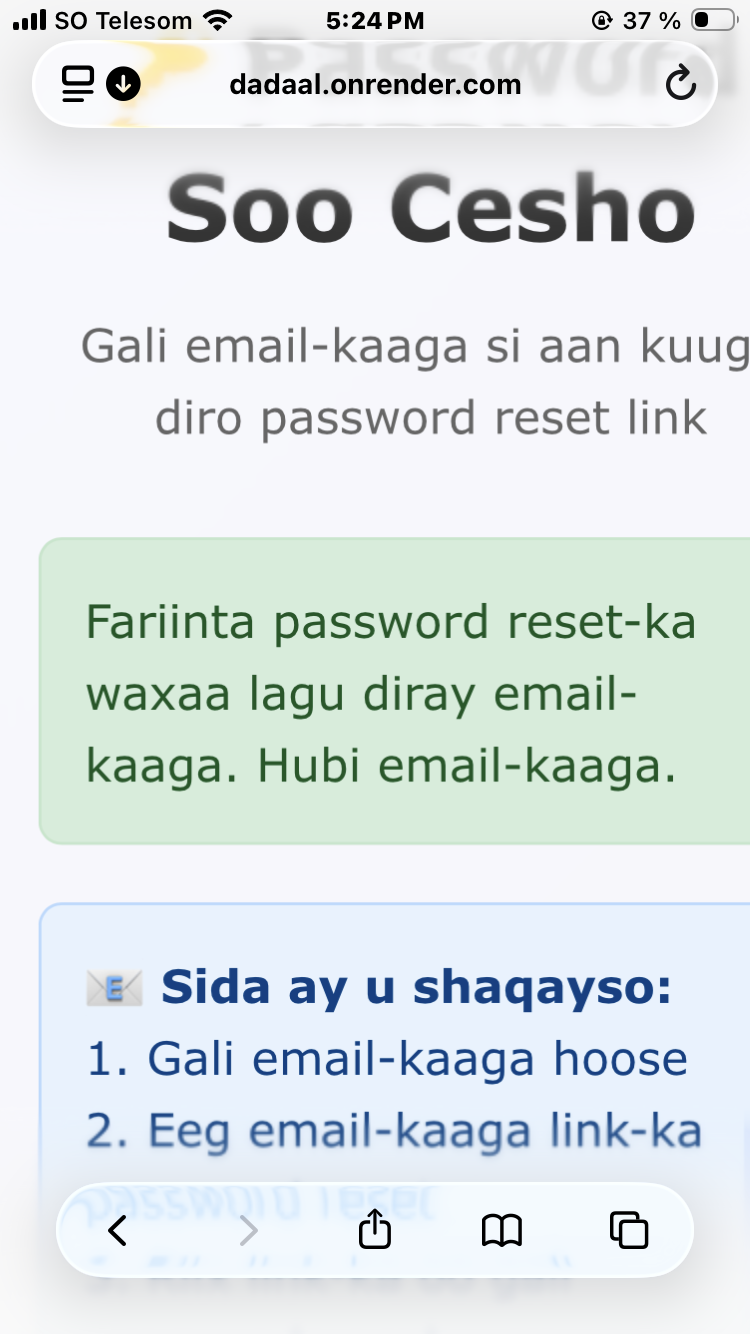 SO Telesom 5:24 PM 37 %
dadaal.onrender.com
Soo Cesho
Gali email-kaaga si aan kuug
diro password reset link
Fariinta password reset-ka
waxaa lagu diray email-
kaaga. Hubi email-kaaga.
📧 Sida ay u shaqayso:
1. Gali email-kaaga hoose
2. Eeg email-kaaga link-ka
password reset